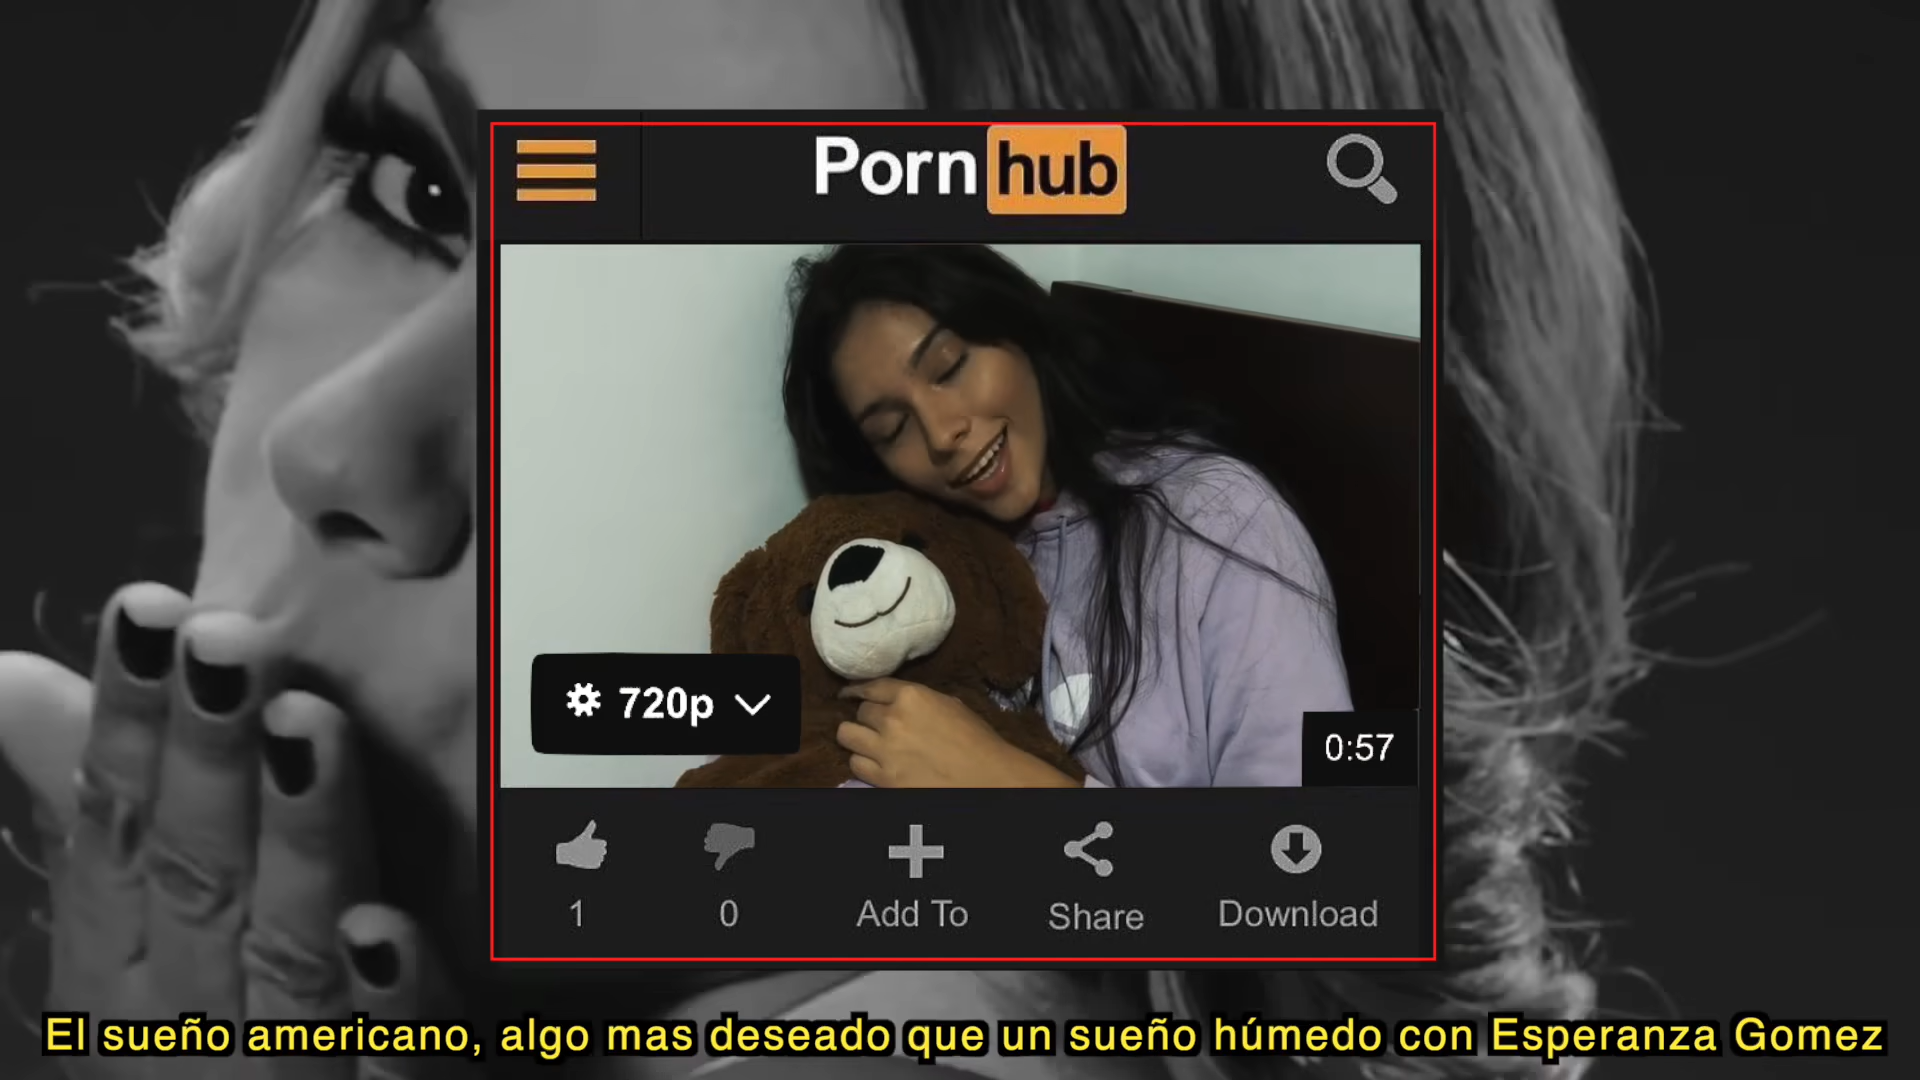 Porn hub
720p
0:57
1 0 Add To Share Download
El sueño americano, algo mas deseado que un sueño húmedo con Esperanza Gomez